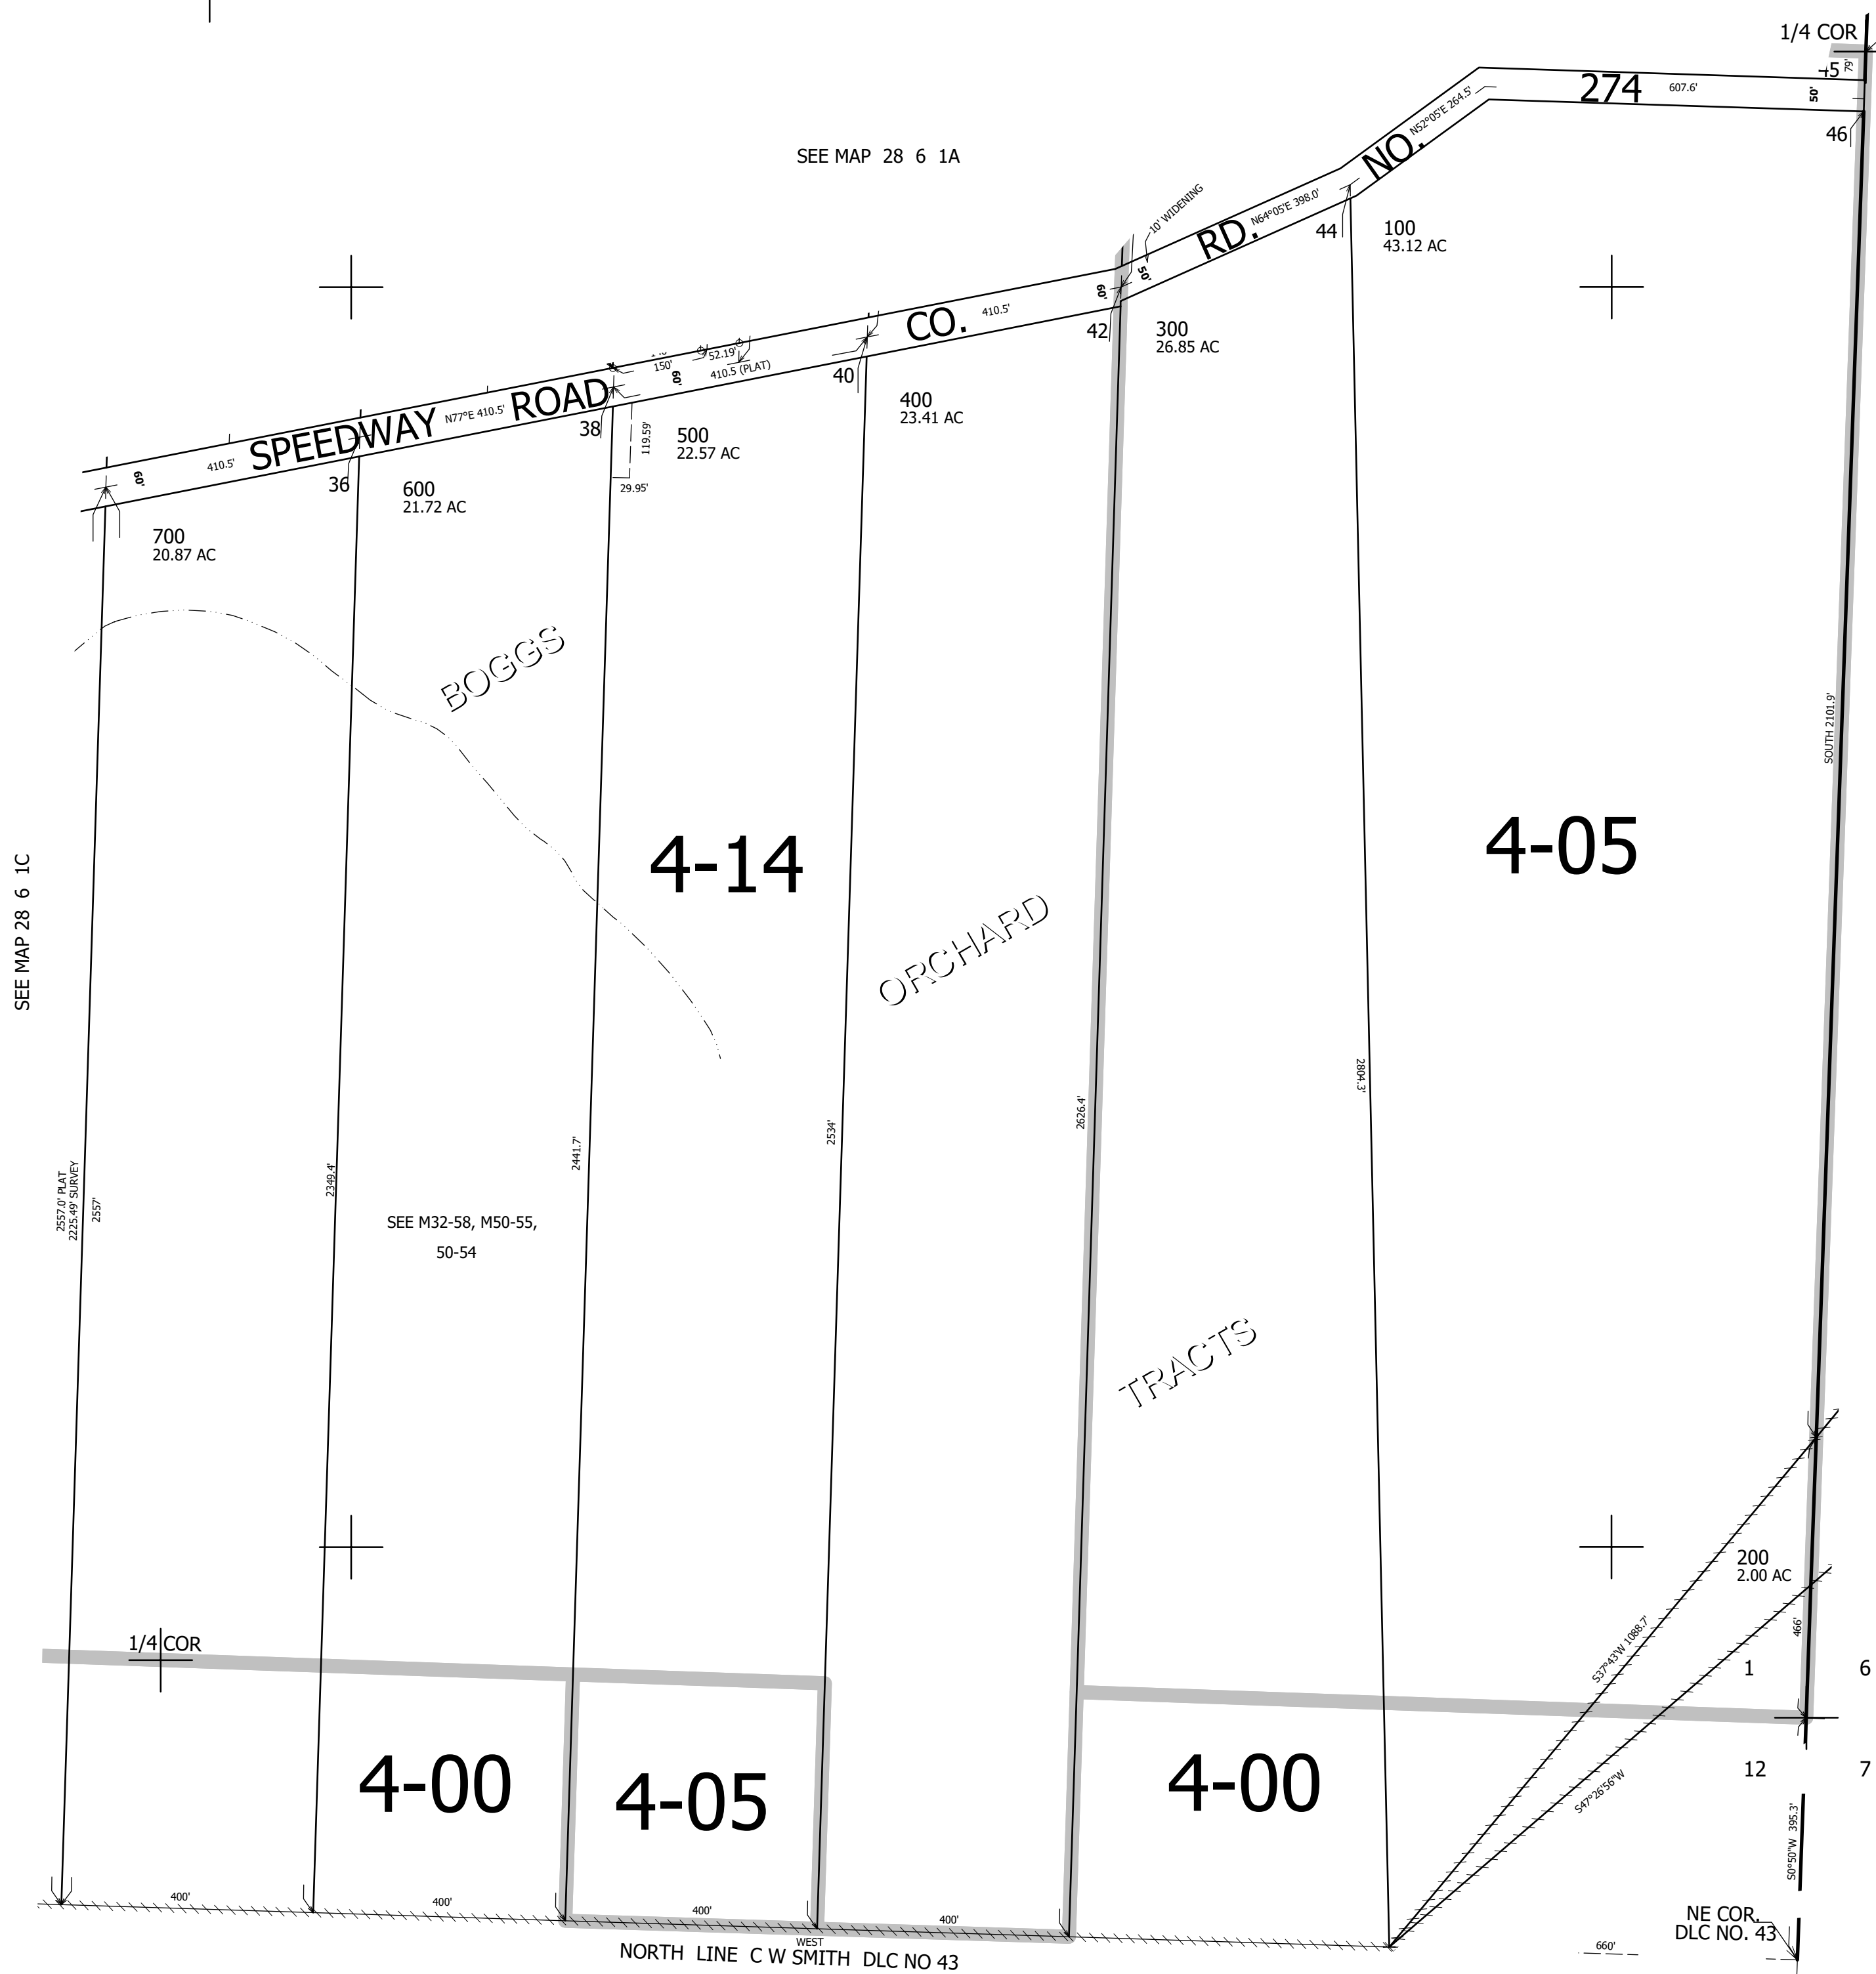 1/4 COR
45
79'
274
607.6'
50'
46
NO.
N52°05'E 264.5'
SEE MAP 28 6 1A
10' WIDENING
RD.
N64°05'E 398.0'
44
100
43.12 AC
50'
60'
42
300
26.85 AC
CO.
410.5'
52.19'
150'
410.5 (PLAT)
60'
40
400
23.41 AC
SPEEDWAY ROAD
N77°E 410.5'
410.5'
60'
38
119.59'
29.95'
500
22.57 AC
36
600
21.72 AC
700
20.87 AC
BOGGS
ORCHARD
TRACTS
4-14
4-05
SOUTH 2101.9'
SEE MAP 28 6 1C
2557.0' PLAT
2225.49' SURVEY
2557'
2349.4'
2441.7'
2534'
2626.4'
2804.3'
SEE M32-58, M50-55,
50-54
200
2.00 AC
466'
S37°43'W 1088.7'
S47°26'56"W
1/4 COR
1
6
12
7
4-00
4-05
4-00
S0°50"W 395.3'
400'
400'
400'
400'
WEST
NORTH LINE C W SMITH DLC NO 43
660'
NE COR.
DLC NO. 43